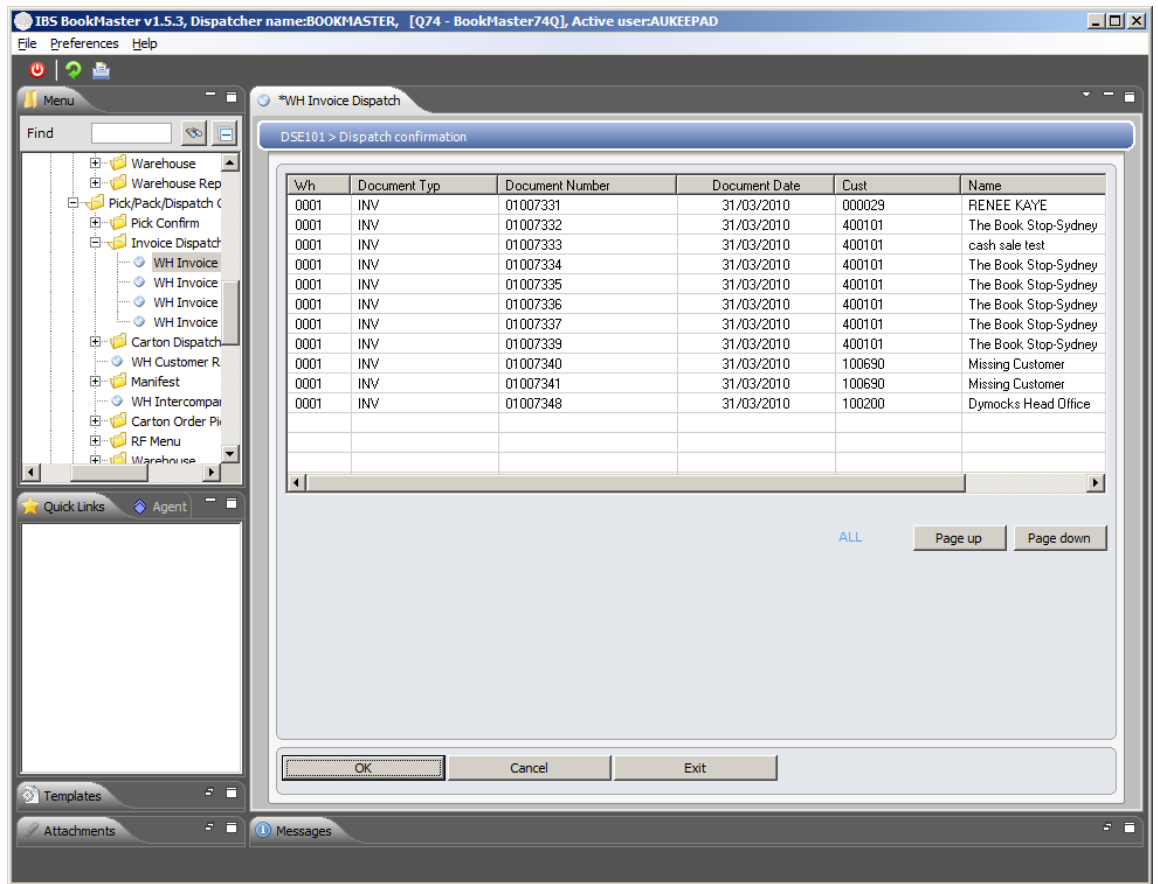 IBS BookMaster v1.5.3, Dispatcher name:BOOKMASTER, [Q74 - BookMaster74Q], Active user:AUKEEPAD
File Preferences Help
Menu
Find
Warehouse
Warehouse Rep
Pick/Pack/Dispatch
Pick Confirm
Invoice Dispatch
WH Invoice
WH Invoice
WH Invoice
WH Invoice
Carton Dispatch
WH Customer R
Manifest
WH Intercompa
Carton Order Pi
RF Menu
Warehouse
Quick Links Agent
Templates
Attachments
*WH Invoice Dispatch
DSE101 > Dispatch confirmation
Wh Document Typ Document Number Document Date Cust Name
0001 INV 01007331 31/03/2010 000029 RENEE KAYE
0001 INV 01007332 31/03/2010 400101 The Book Stop-Sydney
0001 INV 01007333 31/03/2010 400101 cash sale test
0001 INV 01007334 31/03/2010 400101 The Book Stop-Sydney
0001 INV 01007335 31/03/2010 400101 The Book Stop-Sydney
0001 INV 01007336 31/03/2010 400101 The Book Stop-Sydney
0001 INV 01007337 31/03/2010 400101 The Book Stop-Sydney
0001 INV 01007339 31/03/2010 400101 The Book Stop-Sydney
0001 INV 01007340 31/03/2010 100690 Missing Customer
0001 INV 01007341 31/03/2010 100690 Missing Customer
0001 INV 01007348 31/03/2010 100200 Dymocks Head Office
ALL Page up Page down
OK Cancel Exit
Messages